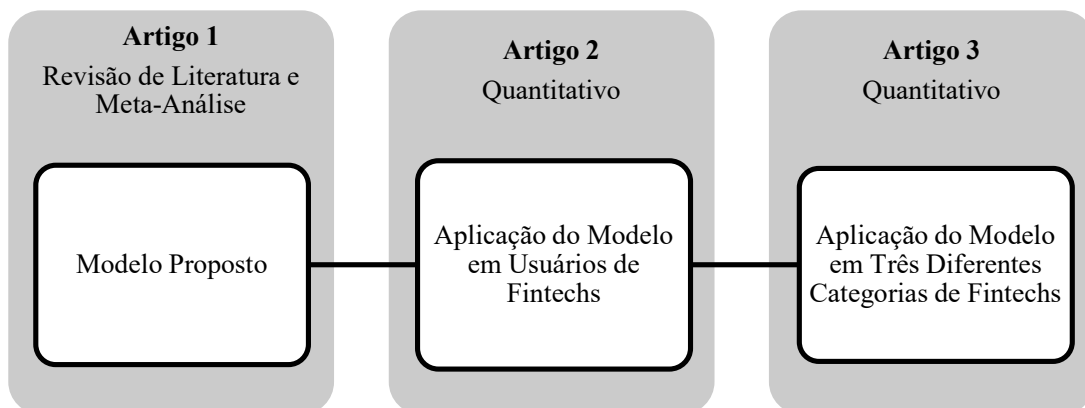 Artigo 1
Revisão de Literatura e
Meta-Análise
Modelo Proposto
Artigo 2
Quantitativo
Aplicação do Modelo
em Usuários de
Fintechs
Artigo 3
Quantitativo
Aplicação do Modelo
em Três Diferentes
Categorias de Fintechs